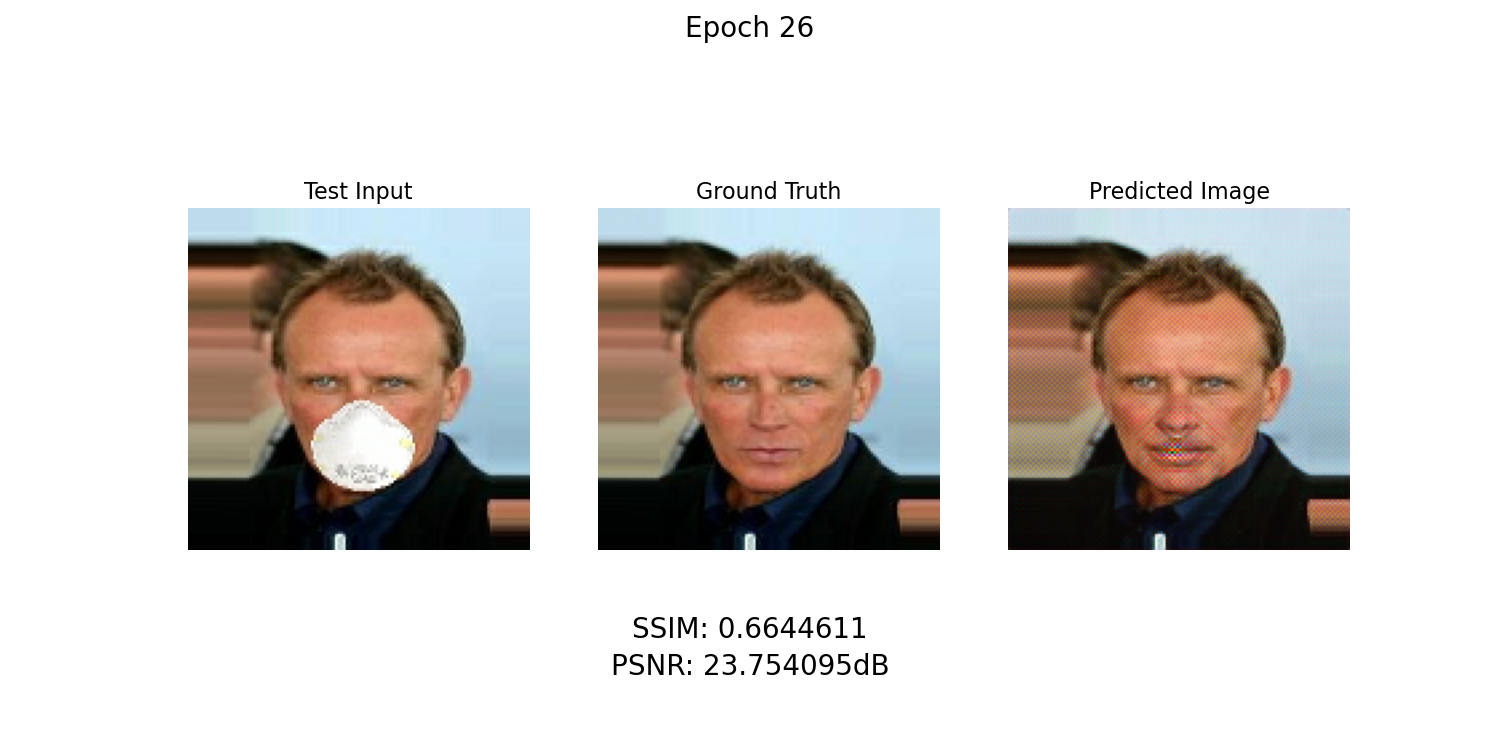 Epoch 26
Test Input
Ground Truth
Predicted Image
SSIM: 0.6644611
PSNR: 23.754095dB